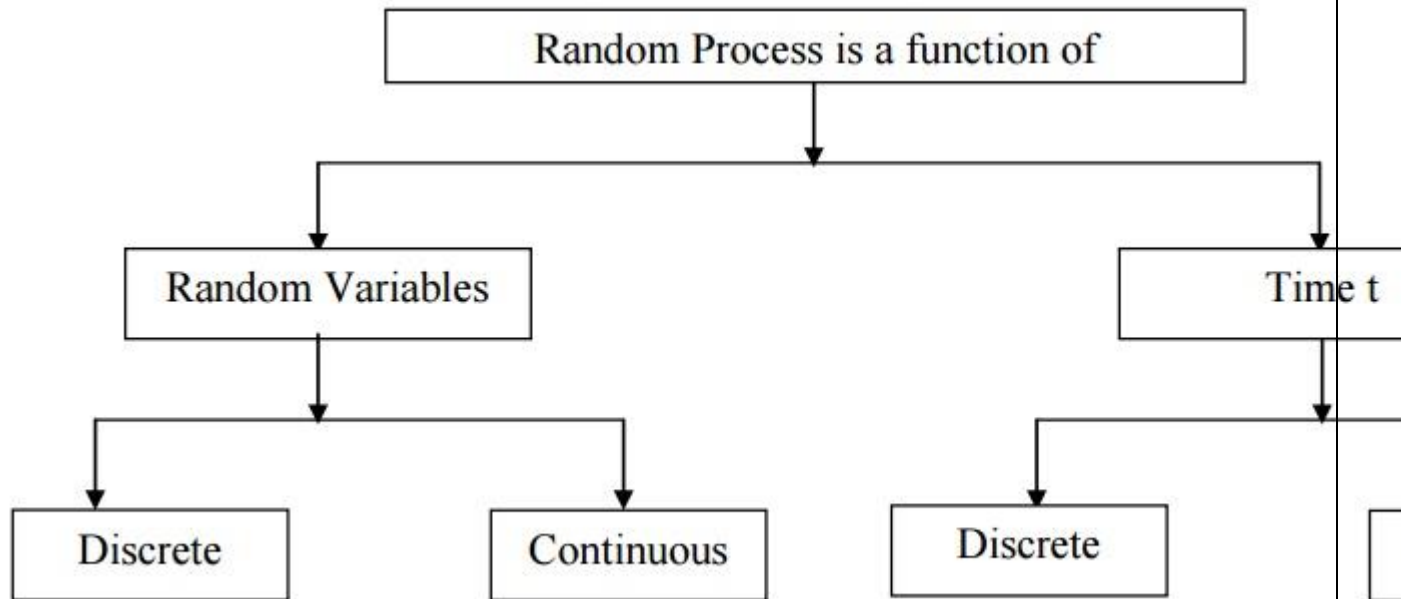 Random Process is a function of
Random Variables
Time t
Discrete
Continuous
Discrete